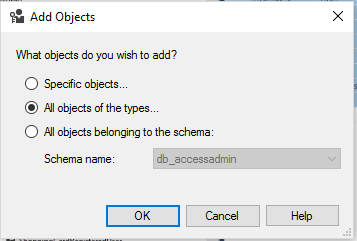 Add Objects
What objects do you wish to add?
Specific objects...
All objects of the types...
All objects belonging to the schema:
Schema name:
db_accessadmin
OK
Cancel
Help